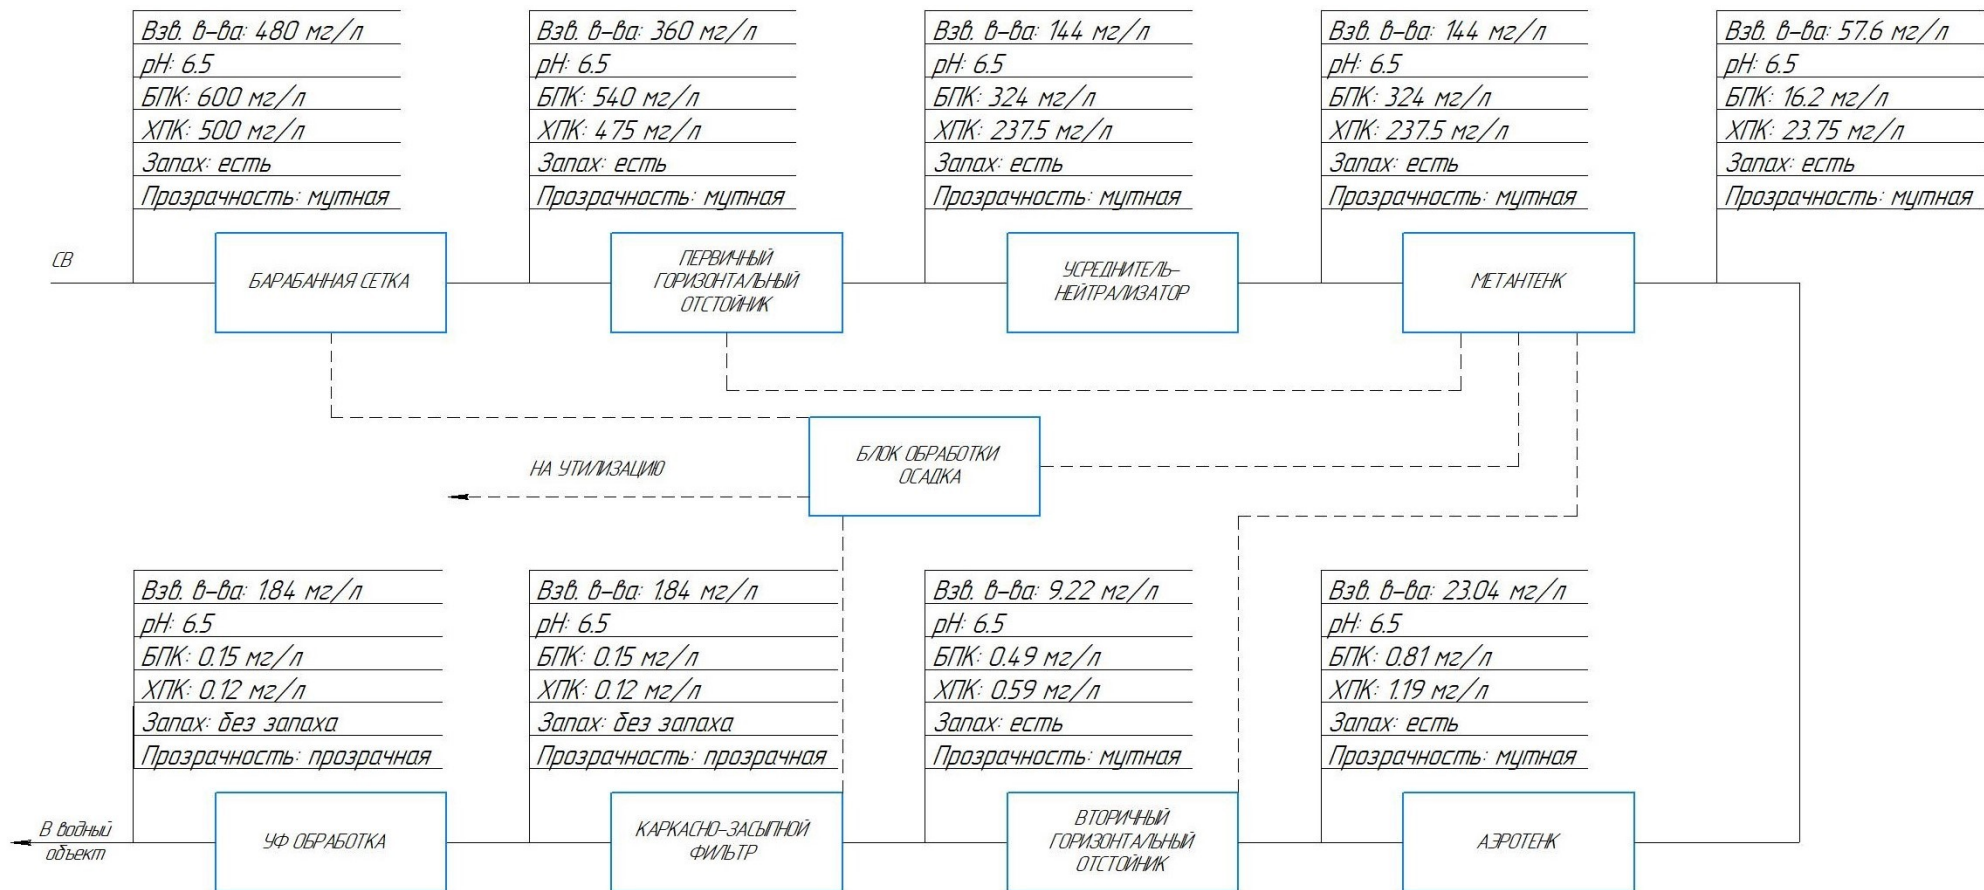 Взв. в-ва: 480 мг/л
pH: 6.5
БПК: 600 мг/л
ХПК: 500 мг/л
Запах: есть
Прозрачность: мутная
Взв. в-ва: 360 мг/л
pH: 6.5
БПК: 540 мг/л
ХПК: 475 мг/л
Запах: есть
Прозрачность: мутная
Взв. в-ва: 144 мг/л
pH: 6.5
БПК: 324 мг/л
ХПК: 237.5 мг/л
Запах: есть
Прозрачность: мутная
Взв. в-ва: 144 мг/л
pH: 6.5
БПК: 324 мг/л
ХПК: 237.5 мг/л
Запах: есть
Прозрачность: мутная
Взв. в-ва: 57.6 мг/л
pH: 6.5
БПК: 16.2 мг/л
ХПК: 23.75 мг/л
Запах: есть
Прозрачность: мутная
СВ
БАРАБАННАЯ СЕТКА
ПЕРВИЧНЫЙ
ГОРИЗОНТАЛЬНЫЙ
ОТСТОЙНИК
УСРЕДНИТЕЛЬ-
НЕЙТРАЛИЗАТОР
МЕТАНТЕНК
БЛОК ОБРАБОТКИ
ОСАДКА
НА УТИЛИЗАЦИЮ
Взв. в-ва: 1.84 мг/л
pH: 6.5
БПК: 0.15 мг/л
ХПК: 0.12 мг/л
Запах: без запаха
Прозрачность: прозрачная
Взв. в-ва: 1.84 мг/л
pH: 6.5
БПК: 0.15 мг/л
ХПК: 0.12 мг/л
Запах: без запаха
Прозрачность: прозрачная
Взв. в-ва: 9.22 мг/л
pH: 6.5
БПК: 0.49 мг/л
ХПК: 0.59 мг/л
Запах: есть
Прозрачность: мутная
Взв. в-ва: 23.04 мг/л
pH: 6.5
БПК: 0.81 мг/л
ХПК: 1.19 мг/л
Запах: есть
Прозрачность: мутная
В водный
объект
УФ ОБРАБОТКА
КАРКАСНО-ЗАСЫПНОЙ
ФИЛЬТР
ВТОРИЧНЫЙ
ГОРИЗОНТАЛЬНЫЙ
ОТСТОЙНИК
АЭРОТЕНК